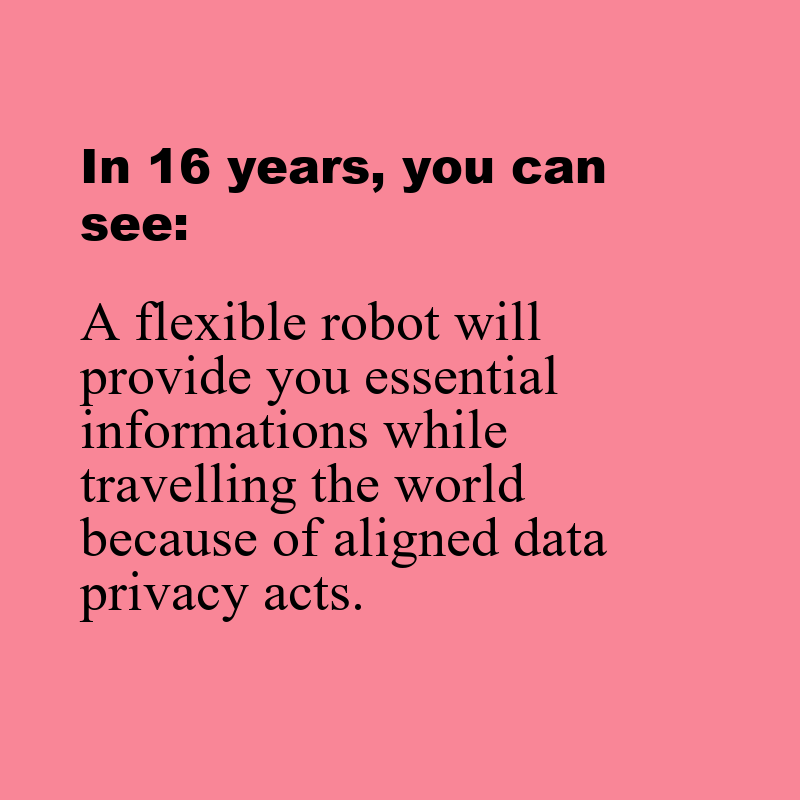 In 16 years, you can
see:
A flexible robot will
provide you essential
informations while
travelling the world
because of aligned data
privacy acts.